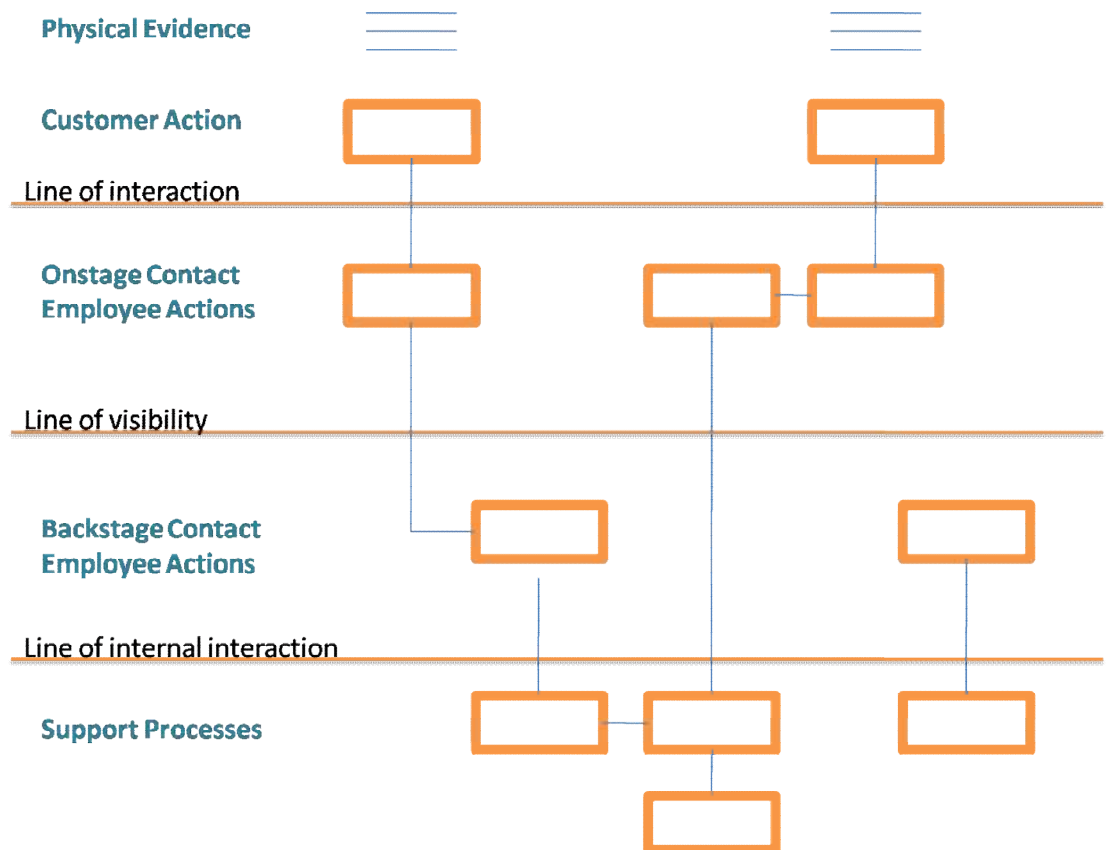 Physical Evidence
Customer Action
Line of interaction
Onstage Contact
Employee Actions
Line of visibility
Backstage Contact
Employee Actions
Line of internal interaction
Support Processes